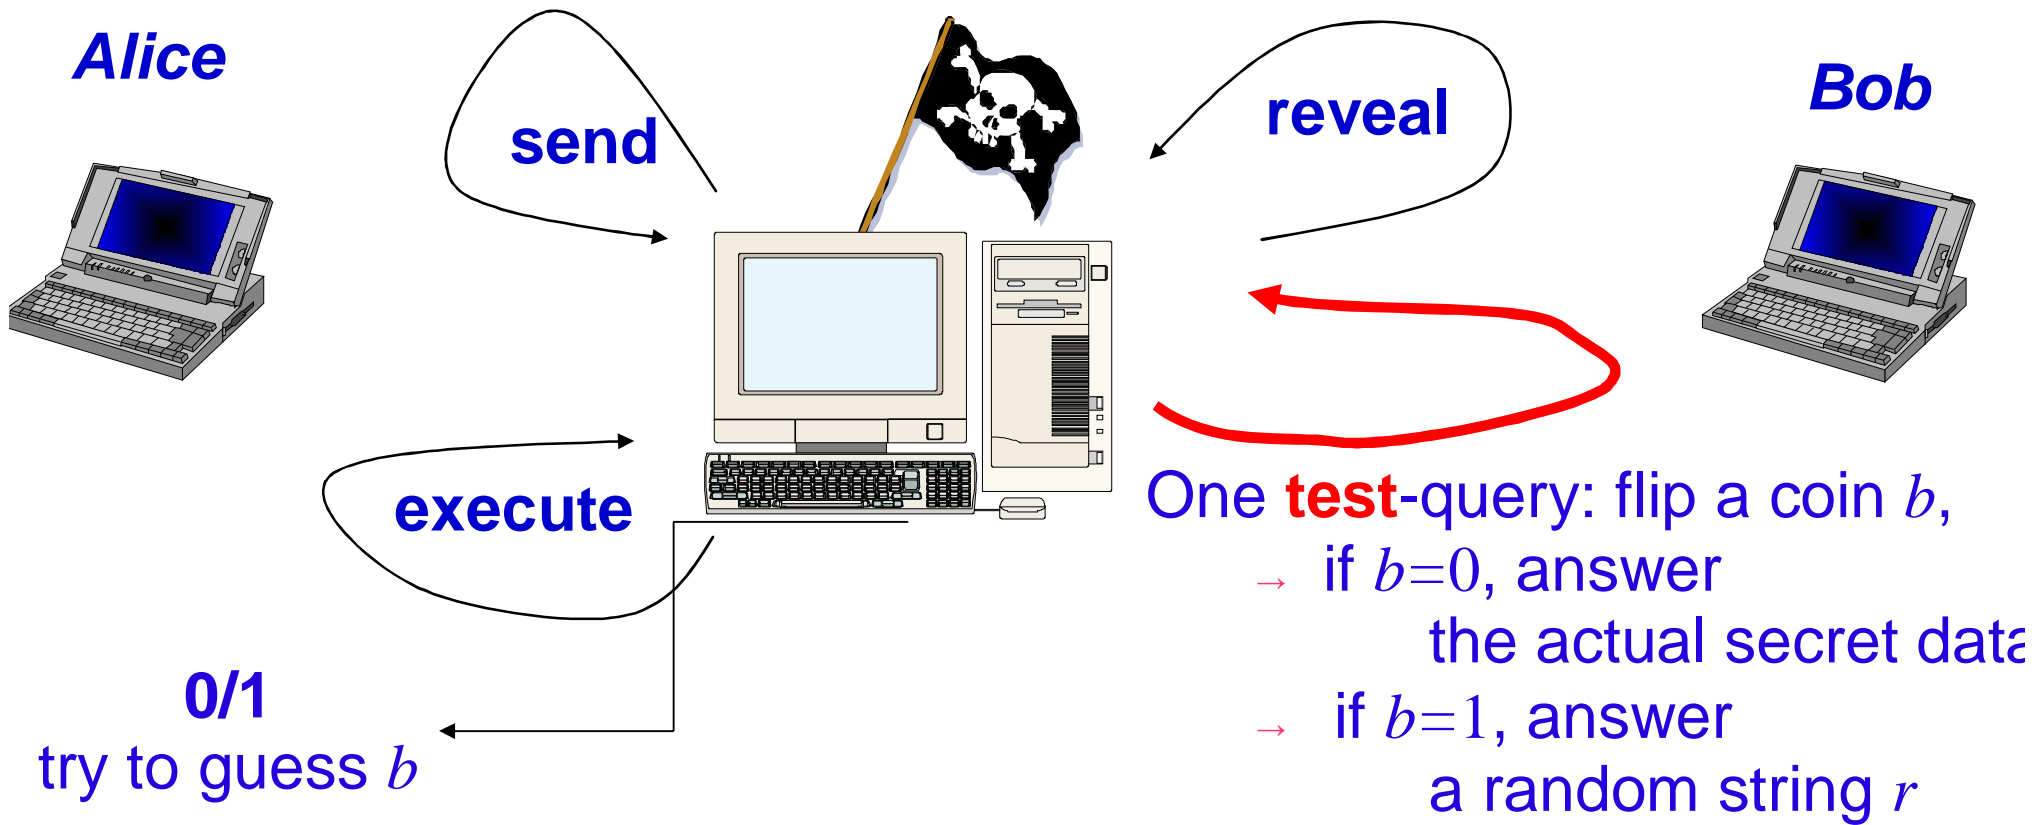 Alice
Bob
send
reveal
execute
One test-query: flip a coin b,
→ if b=0, answer
the actual secret data
→ if b=1, answer
a random string r
0/1
try to guess b